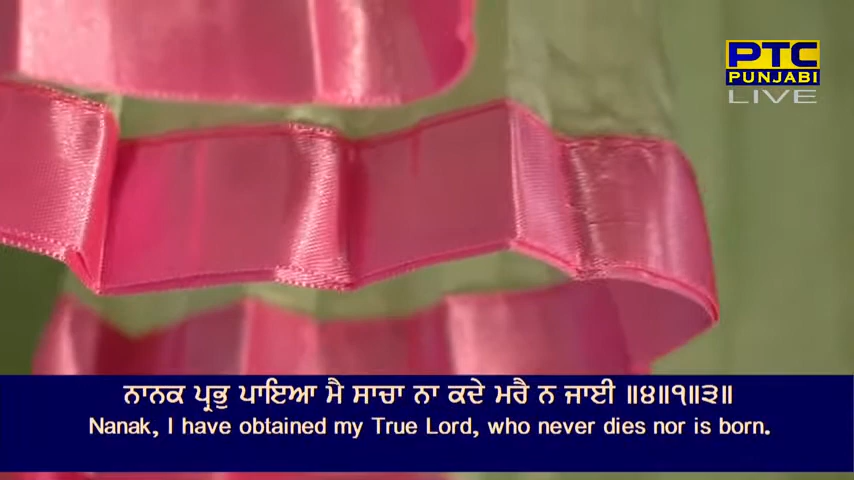 PTC
PUNJABI
LIVE
ਨਾਨਕ ਪ੍ਰਭੁ ਪਾਇਆ ਮੈ ਸਾਚਾ ਨਾ ਕਦੇ ਮਰੈ ਨ ਜਾਈ ॥੪॥੧॥੩॥
Nanak, I have obtained my True Lord, who never dies nor is born.